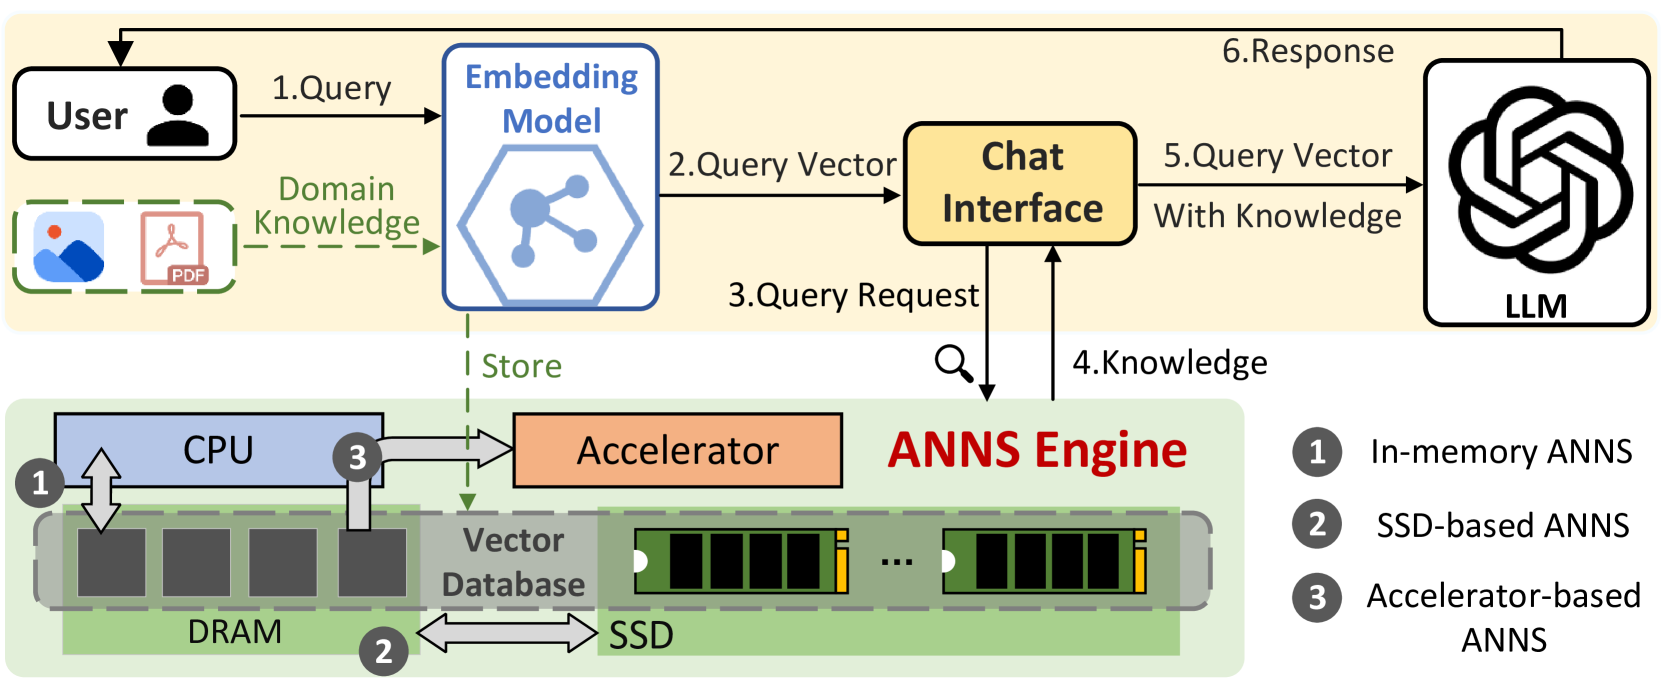 6.Response
User
1.Query
Embedding
Model
Domain
Knowledge
PDF
2.Query Vector
Chat
Interface
5.Query Vector
With Knowledge
LLM
3.Query Request
4.Knowledge
Store
CPU
3
Accelerator
ANNS Engine
1
Vector
Database
...
DRAM
2
SSD
1 In-memory ANNS
2 SSD-based ANNS
3 Accelerator-based
ANNS